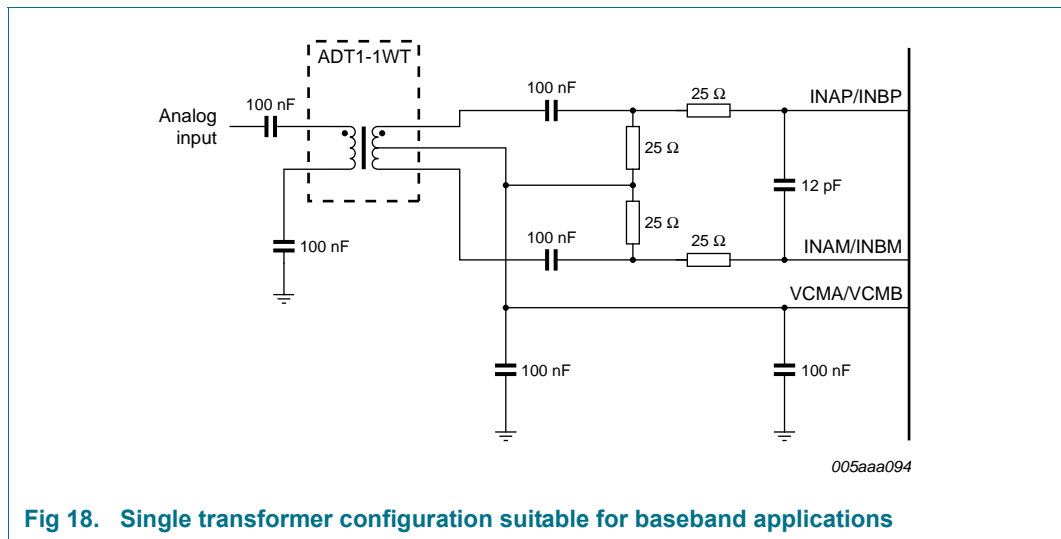 ADT1-1WT
100 nF
Analog
input
100 nF
100 nF
25 Ω
INAP/INBP
25 Ω
12 pF
25 Ω
100 nF
25 Ω
INAM/INBM
VCMA/VCMB
100 nF
100 nF
005aaa094
Fig 18. Single transformer configuration suitable for baseband applications